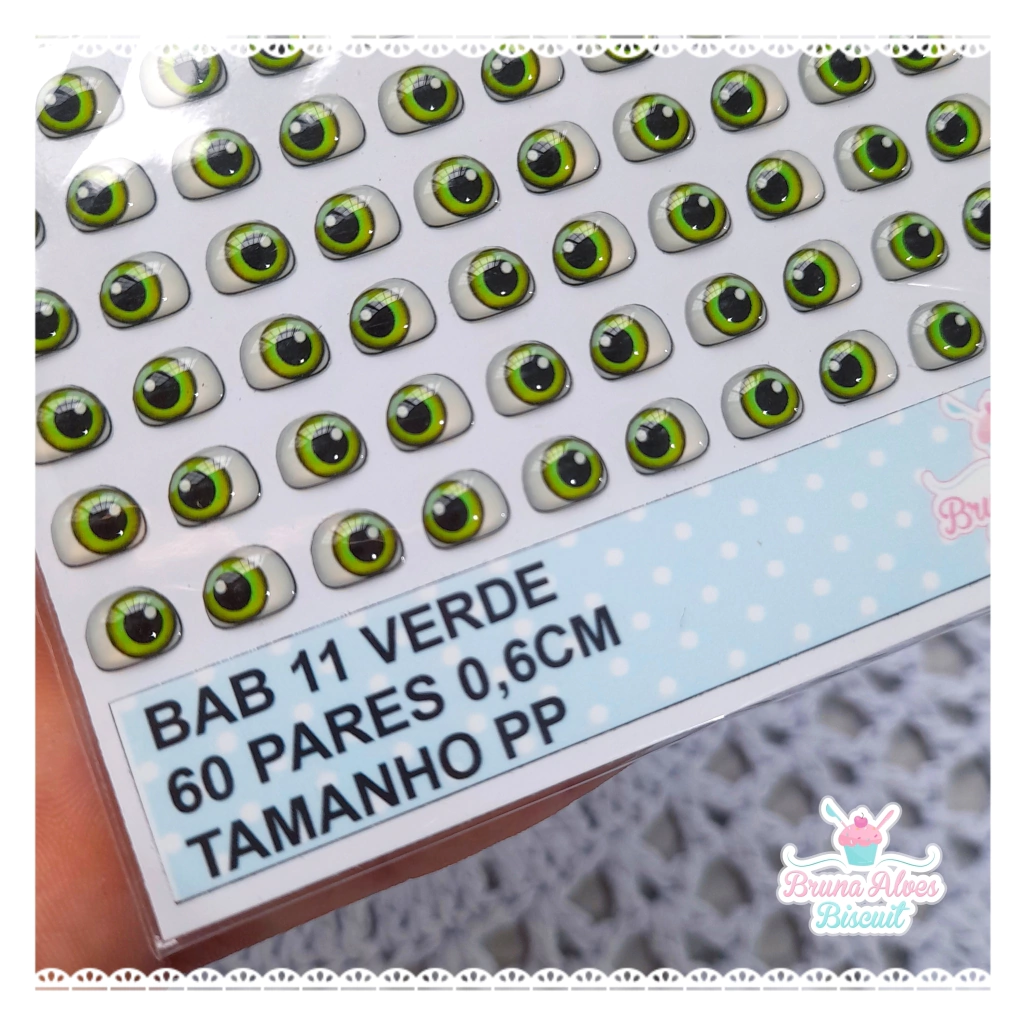 BAB 11 VERDE
60 PARES 0,6CM
TAMANHO PP
Bruna Alves
Biscuit